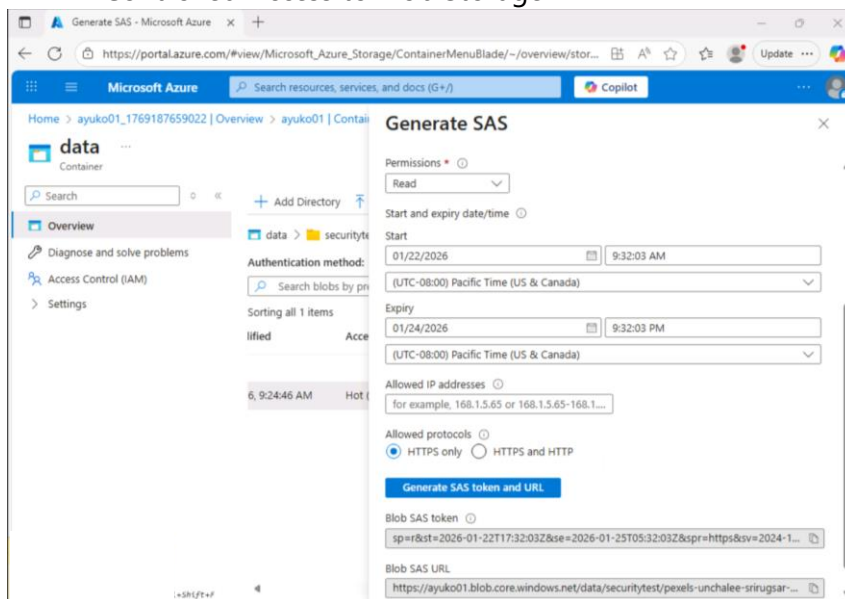 Generate SAS - Microsoft Azure
https://portal.azure.com/#view/Microsoft_Azure_Storage/ContainerMenuBlade/~/overview/stor...
Update
Microsoft Azure
Search resources, services, and docs (G+/)
Copilot
Home > ayuko01_1769187659022 | Overview > ayuko01 | Contai
data
Container
Search
Overview
Diagnose and solve problems
Access Control (IAM)
Settings
Add Directory
data > securityte
Authentication method:
Search blobs by pre
Sorting all 1 items
lified Acce
6, 9:24:46 AM Hot (
Generate SAS
Permissions *
Read
Start and expiry date/time
Start
01/22/2026 9:32:03 AM
(UTC-08:00) Pacific Time (US & Canada)
Expiry
01/24/2026 9:32:03 PM
(UTC-08:00) Pacific Time (US & Canada)
Allowed IP addresses
for example, 168.1.5.65 or 168.1.5.65-168.1....
Allowed protocols
HTTPS only HTTPS and HTTP
Generate SAS token and URL
Blob SAS token
sp=r&st=2026-01-22T17:32:03Z&se=2026-01-25T05:32:03Z&spr=https&sv=2024-1...
Blob SAS URL
https://ayuko01.blob.core.windows.net/data/securitytest/pexels-unchalee-srirugsar-...